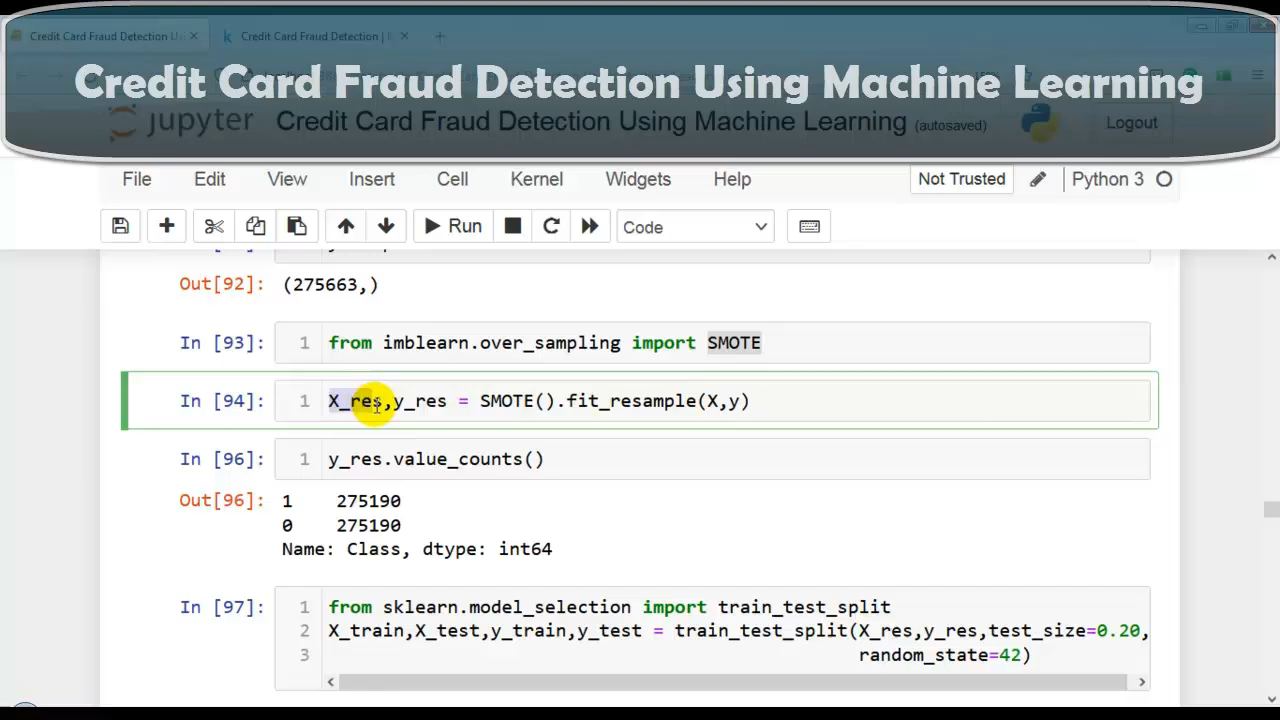 Credit Card Fraud Detection U
Credit Card Fraud Detection |
Credit Card Fraud Detection Using Machine Learning
jupyter Credit Card Fraud Detection Using Machine Learning (autosaved) Logout
File Edit View Insert Cell Kernel Widgets Help Not Trusted Python 3
Run Code
Out[92]: (275663,)
In [93]: 1 from imblearn.over_sampling import SMOTE
In [94]: 1 X_res,y_res = SMOTE().fit_resample(X,y)
In [96]: 1 y_res.value_counts()
Out[96]: 1 275190
0 275190
Name: Class, dtype: int64
In [97]: 1 from sklearn.model_selection import train_test_split
2 X_train,X_test,y_train,y_test = train_test_split(X_res,y_res,test_size=0.20,
3 random_state=42)